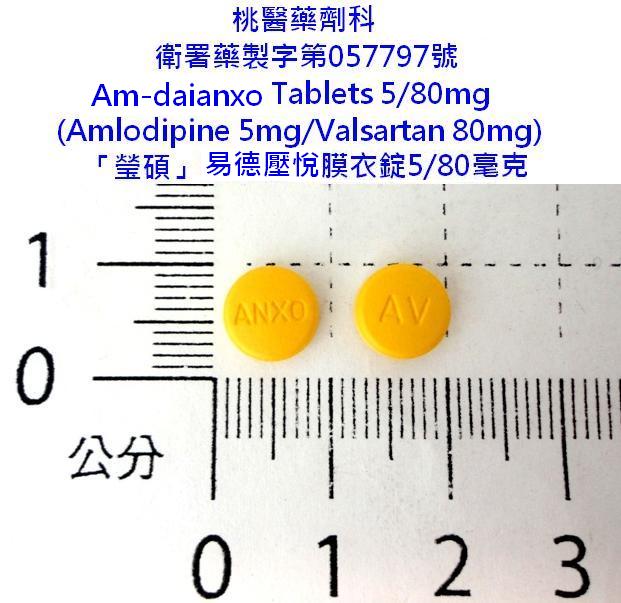 桃醫藥劑科
衛署藥製字第057797號
Am-daianxo Tablets 5/80mg
(Amlodipine 5mg/Valsartan 80mg)
「瑩碩」易德壓悅膜衣錠5/80毫克
1
ANXO AV
0
公分
0 1 2 3